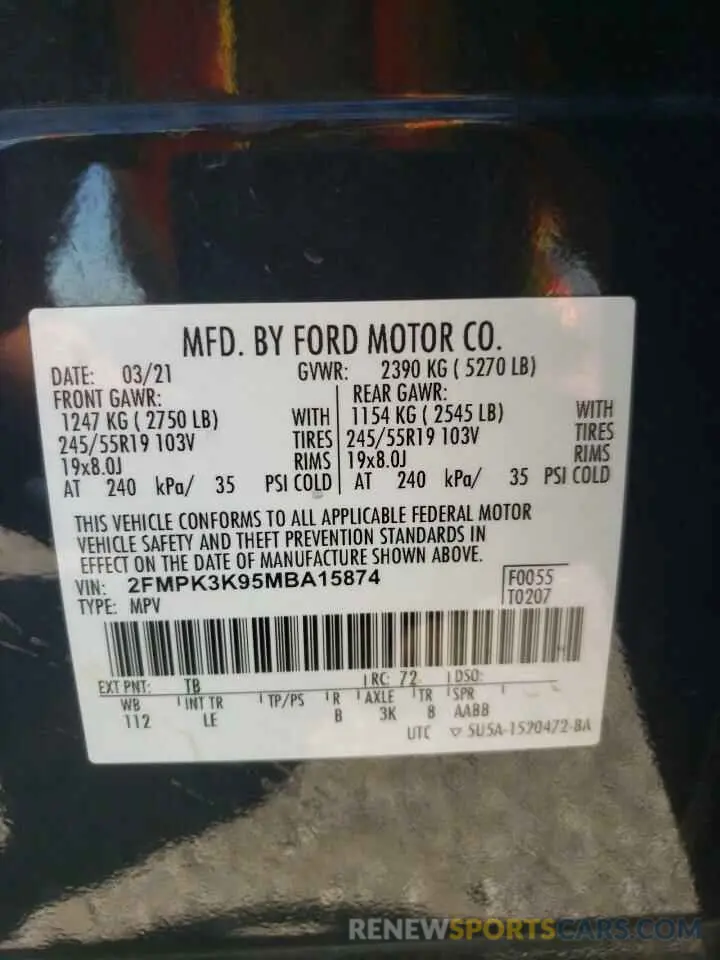 MFD. BY FORD MOTOR CO.
DATE: 03/21 GVWR: 2390 KG ( 5270 LB)
FRONT GAWR: REAR GAWR:
1247 KG ( 2750 LB) WITH 1154 KG ( 2545 LB) WITH
245/55R19 103V TIRES 245/55R19 103V TIRES
19x8.0J RIMS 19x8.0J RIMS
AT 240 kPa/ 35 PSI COLD AT 240 kPa/ 35 PSI COLD
THIS VEHICLE CONFORMS TO ALL APPLICABLE FEDERAL MOTOR
VEHICLE SAFETY AND THEFT PREVENTION STANDARDS IN
EFFECT ON THE DATE OF MANUFACTURE SHOWN ABOVE.
VIN: 2FMPK3K95MBA15874 F0055
TYPE: MPV T0207
EXT PNT: TB RC: 72 DSO:
WB INT TR TP/PS R AXLE TR SPR
112 LE B 3K 8 AABB
UTC ▽ 5U5A-1520472-BA
RENEWSPORTSCARS.COM